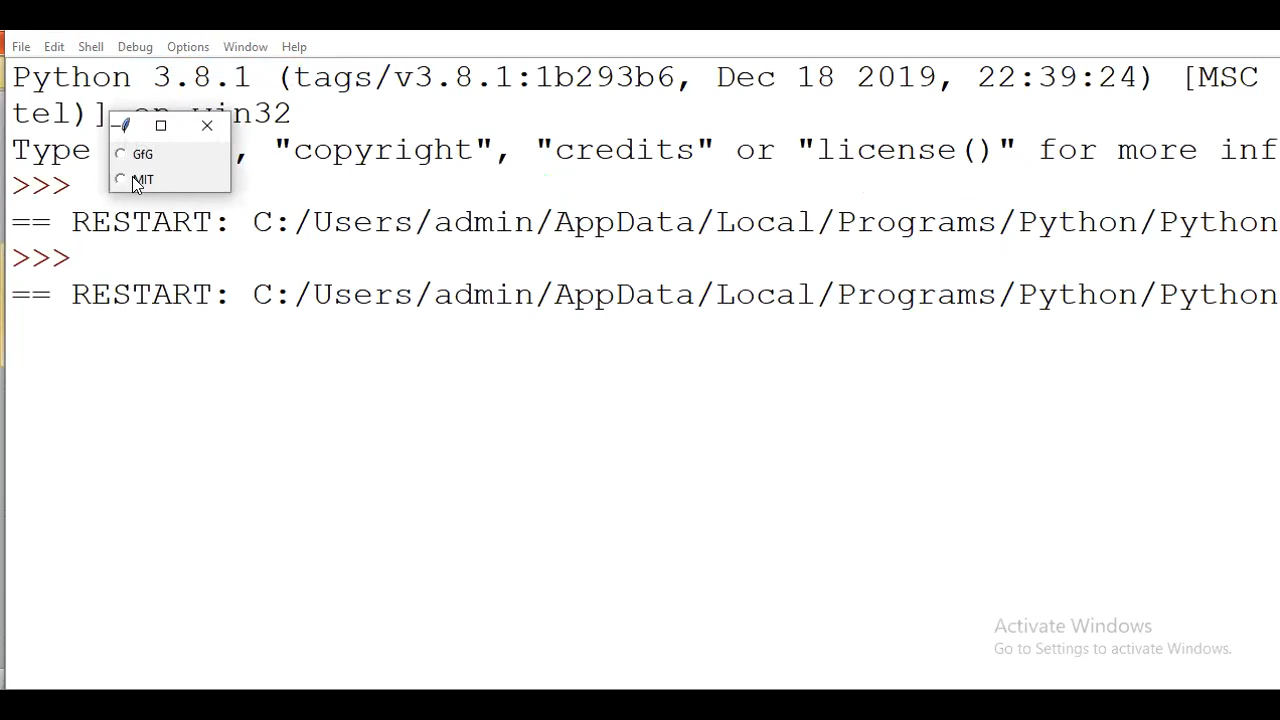 File Edit Shell Debug Options Window Help
Python 3.8.1 (tags/v3.8.1:1b293b6, Dec 18 2019, 22:39:24) [MSC
tel)] on win32
Type , "copyright", "credits" or "license()" for more inf
GfG
MIT
>>>
== RESTART: C:/Users/admin/AppData/Local/Programs/Python/Python
>>>
== RESTART: C:/Users/admin/AppData/Local/Programs/Python/Python
Activate Windows
Go to Settings to activate Windows.